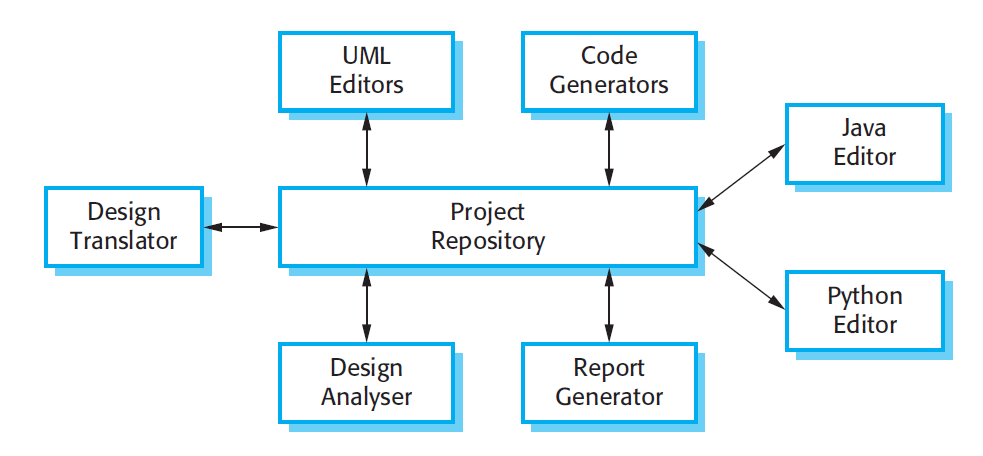 UML
Editors
Code
Generators
Java
Editor
Design
Translator
Project
Repository
Python
Editor
Design
Analyser
Report
Generator